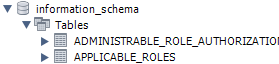 information_schema
Tables
ADMINISTRABLE_ROLE_AUTHORIZATIO
APPLICABLE_ROLES